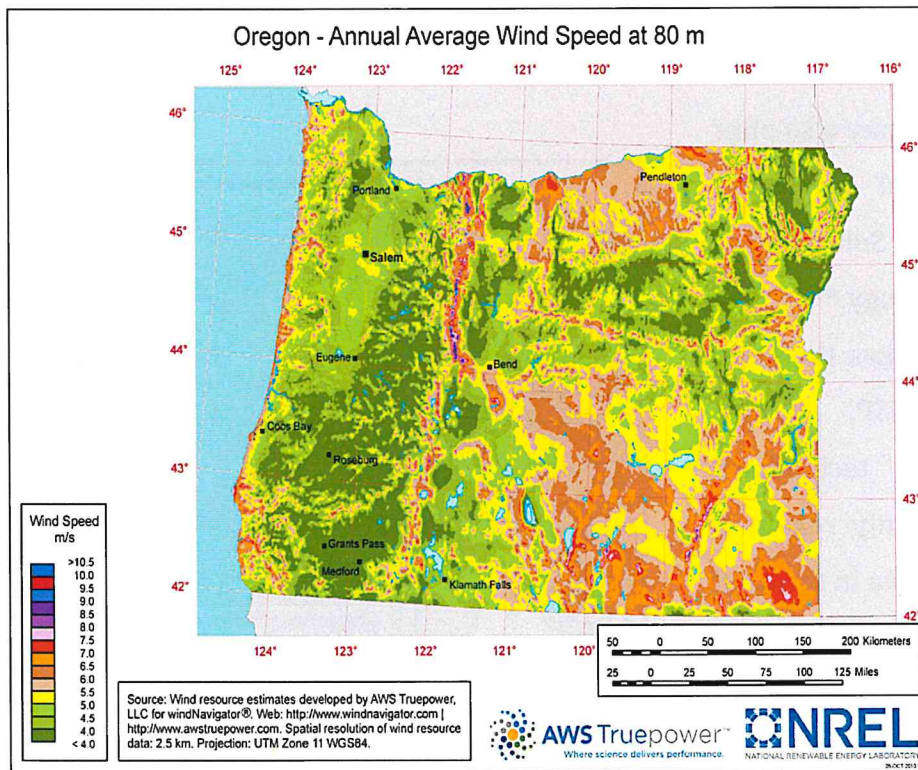 Oregon - Annual Average Wind Speed at 80 m
125° 124° 123° 122° 121° 120° 119° 118° 117° 116°
46°
46°
Portland
Pendleton
45°
45°
Salem
44°
44°
Eugene
Bend
Coos Bay
43°
43°
Roseburg
Grants Pass
Medford
Klamath Falls
42°
42°
124° 123° 122° 121° 120°
Wind Speed
m/s
>10.5
10.0
9.5
9.0
8.5
8.0
7.5
7.0
6.5
6.0
5.5
5.0
4.5
4.0
< 4.0
50 0 50 100 150 200 Kilometers
25 0 25 50 75 100 125 Miles
Source: Wind resource estimates developed by AWS Truepower,
LLC for windNavigator®. Web: http://www.windnavigator.com |
http://www.awstruepower.com. Spatial resolution of wind resource
data: 2.5 km. Projection: UTM Zone 11 WGS84.
AWS Truepower™
Where science delivers performance.
NREL
NATIONAL RENEWABLE ENERGY LABORATORY